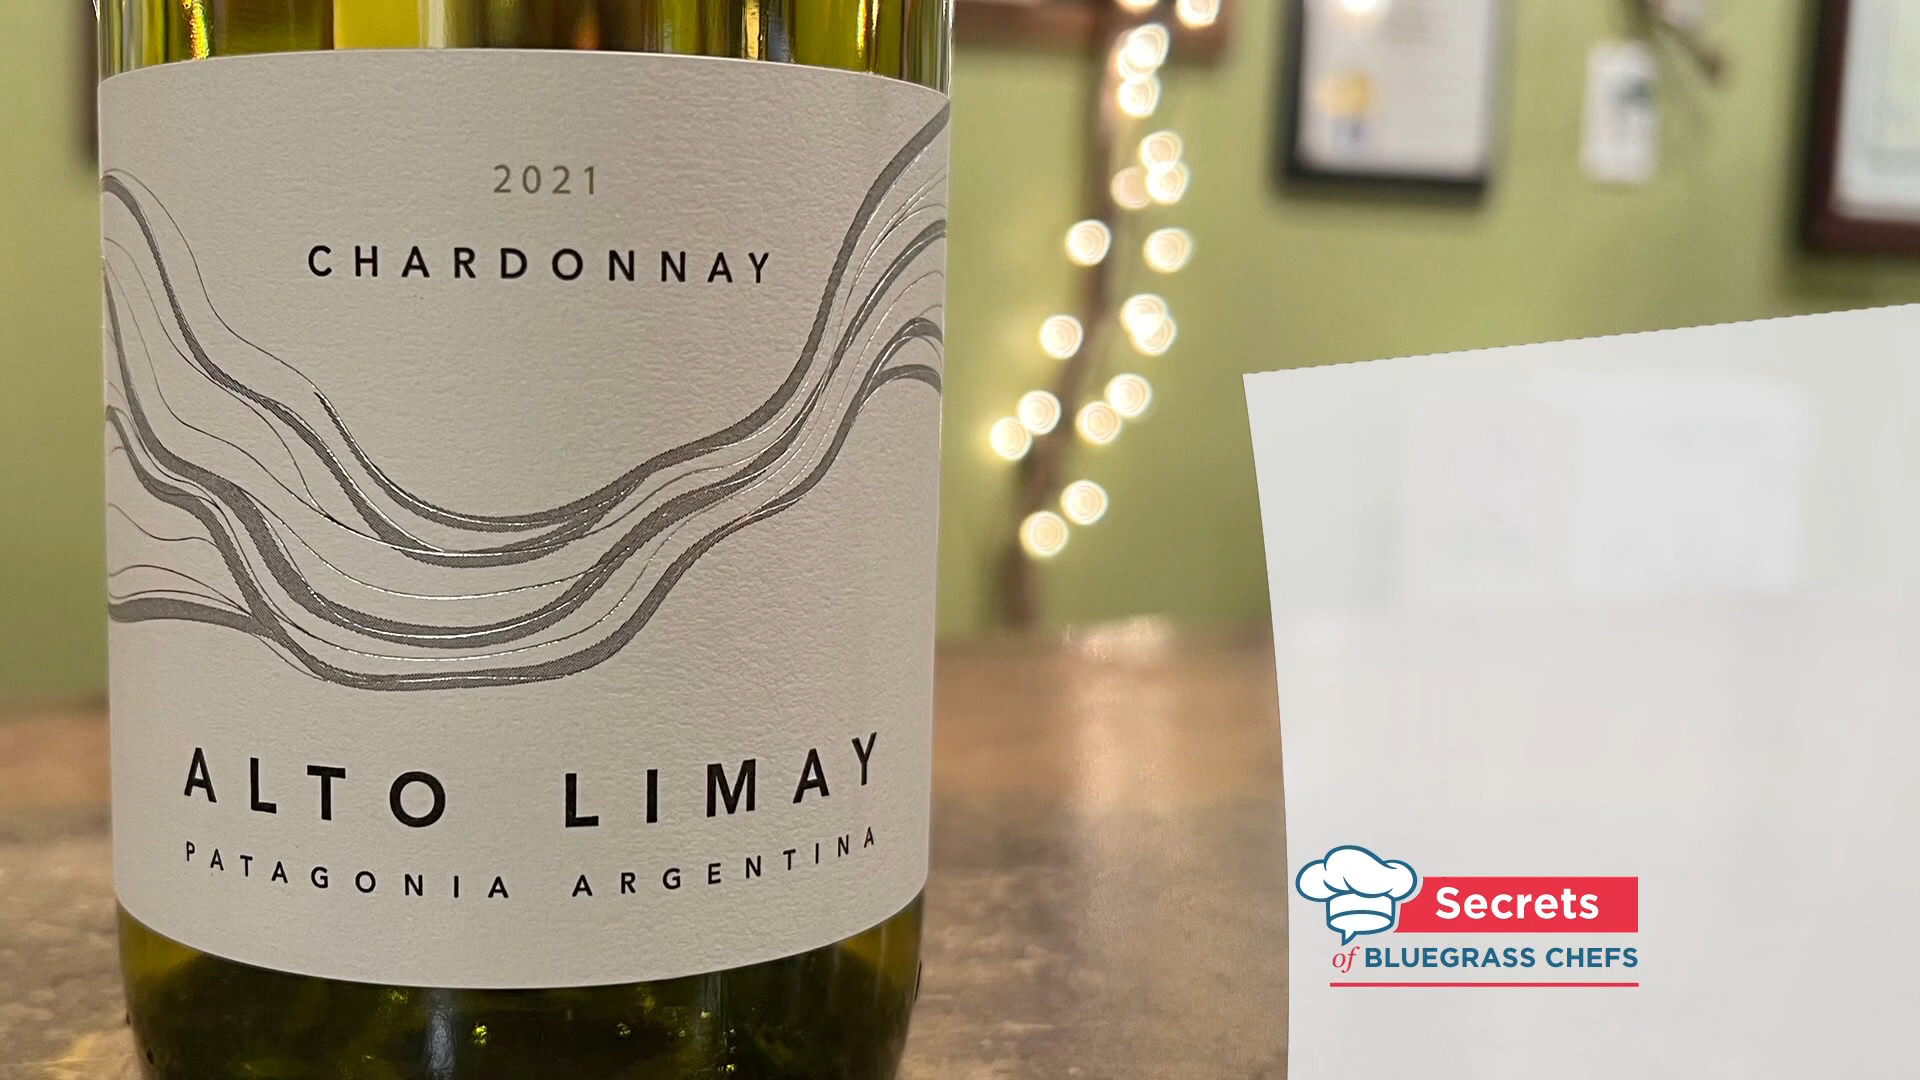 2021
CHARDONNAY
ALTO LIMAY
PATAGONIA ARGENTINA
Secrets
of BLUEGRASS CHEFS